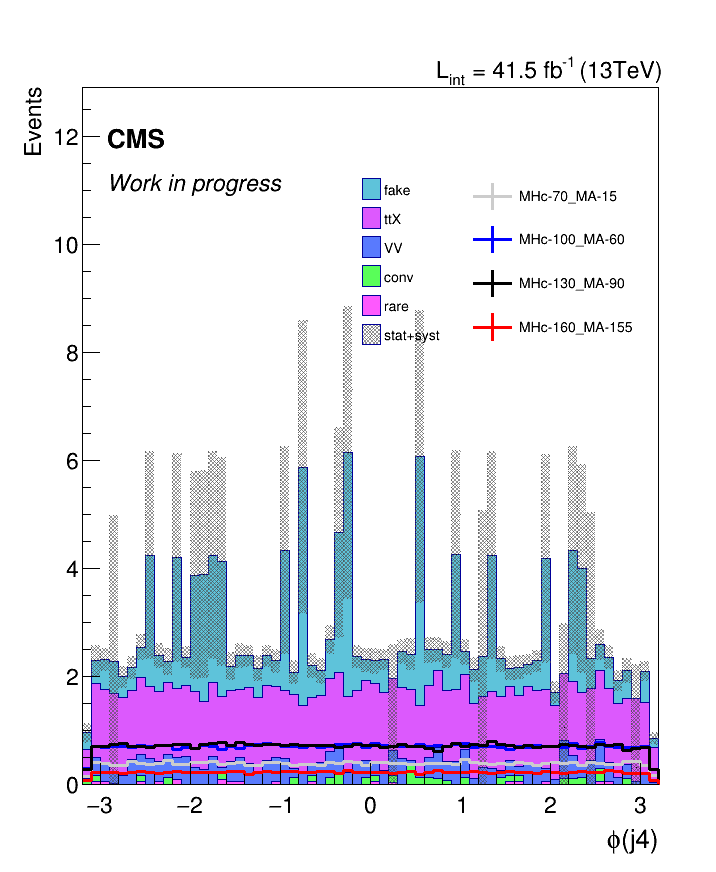 L_int = 41.5 fb^-1 (13TeV)
Events
CMS
Work in progress
fake
ttX
VV
conv
rare
stat+syst
MHc-70_MA-15
MHc-100_MA-60
MHc-130_MA-90
MHc-160_MA-155
12
10
8
6
4
2
0
−3 −2 −1 0 1 2 3
ϕ(j4)